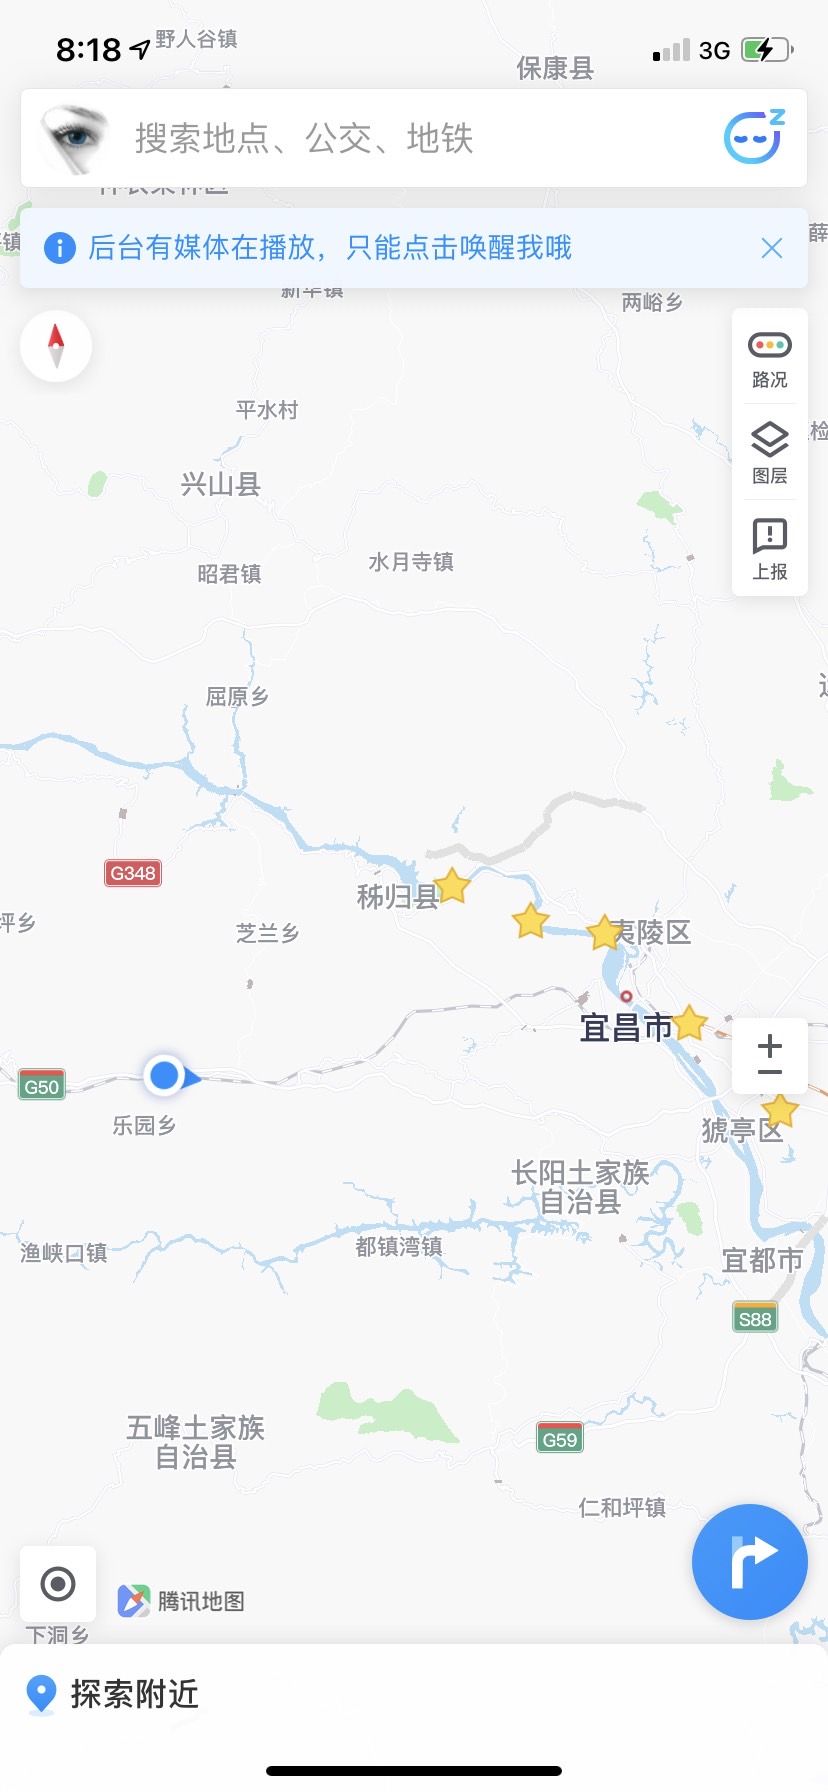 8:18
野人谷镇
3G
保康县
搜索地点、公交、地铁
Z
后台有媒体在播放，只能点击唤醒我哦
新华镇
两峪乡
路况
平水村
图层
兴山县
水月寺镇
昭君镇
上报
屈原乡
G348
秭归县
坪乡
芝兰乡
夷陵区
宜昌市
G50
乐园乡
猇亭区
长阳土家族
自治县
渔峡口镇
都镇湾镇
宜都市
S88
五峰土家族
自治县
G59
仁和坪镇
腾讯地图
下洞乡
探索附近